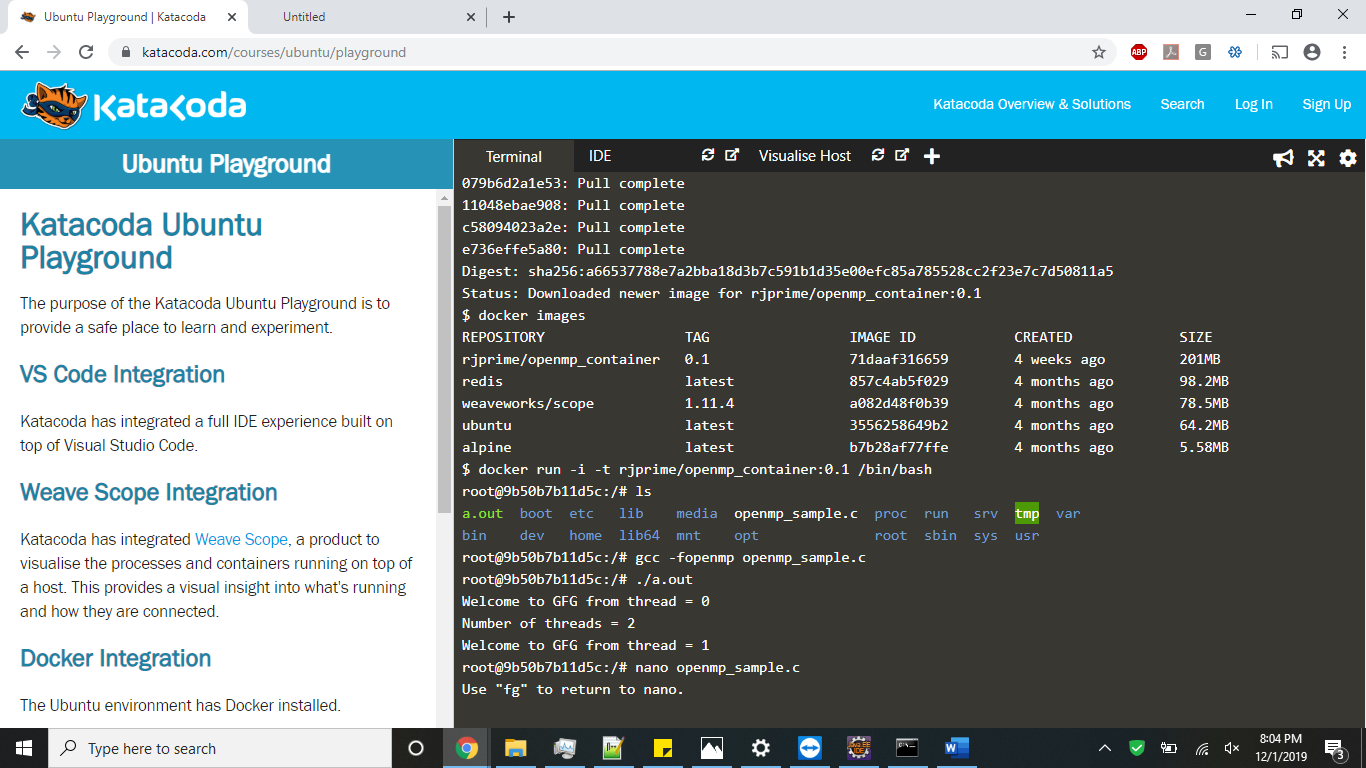 Ubuntu Playground | Katacoda
Untitled
katacoda.com/courses/ubuntu/playground
ABP
G
Katacoda
Katacoda Overview & Solutions
Search
Log In
Sign Up
Ubuntu Playground
Terminal
IDE
Visualise Host
Katacoda Ubuntu
Playground
The purpose of the Katacoda Ubuntu Playground is to
provide a safe place to learn and experiment.
VS Code Integration
Katacoda has integrated a full IDE experience built on
top of Visual Studio Code.
Weave Scope Integration
Katacoda has integrated Weave Scope, a product to
visualise the processes and containers running on top of
a host. This provides a visual insight into what's running
and how they are connected.
Docker Integration
The Ubuntu environment has Docker installed.
079b6d2a1e53: Pull complete
11048ebae908: Pull complete
c58094023a2e: Pull complete
e736effe5a80: Pull complete
Digest: sha256:a66537788e7a2bba18d3b7c591b1d35e00efc85a785528cc2f23e7c7d50811a5
Status: Downloaded newer image for rjprime/openmp_container:0.1
$ docker images
REPOSITORY TAG IMAGE ID CREATED SIZE
rjprime/openmp_container 0.1 71daaf316659 4 weeks ago 201MB
redis latest 857c4ab5f029 4 months ago 98.2MB
weaveworks/scope 1.11.4 a082d48f0b39 4 months ago 78.5MB
ubuntu latest 3556258649b2 4 months ago 64.2MB
alpine latest b7b28af77ffe 4 months ago 5.58MB
$ docker run -i -t rjprime/openmp_container:0.1 /bin/bash
root@9b50b7b11d5c:/# ls
a.out boot etc lib media openmp_sample.c proc run srv tmp var
bin dev home lib64 mnt opt root sbin sys usr
root@9b50b7b11d5c:/# gcc -fopenmp openmp_sample.c
root@9b50b7b11d5c:/# ./a.out
Welcome to GFG from thread = 0
Number of threads = 2
Welcome to GFG from thread = 1
root@9b50b7b11d5c:/# nano openmp_sample.c
Use "fg" to return to nano.
Type here to search
8:04 PM
12/1/2019
3